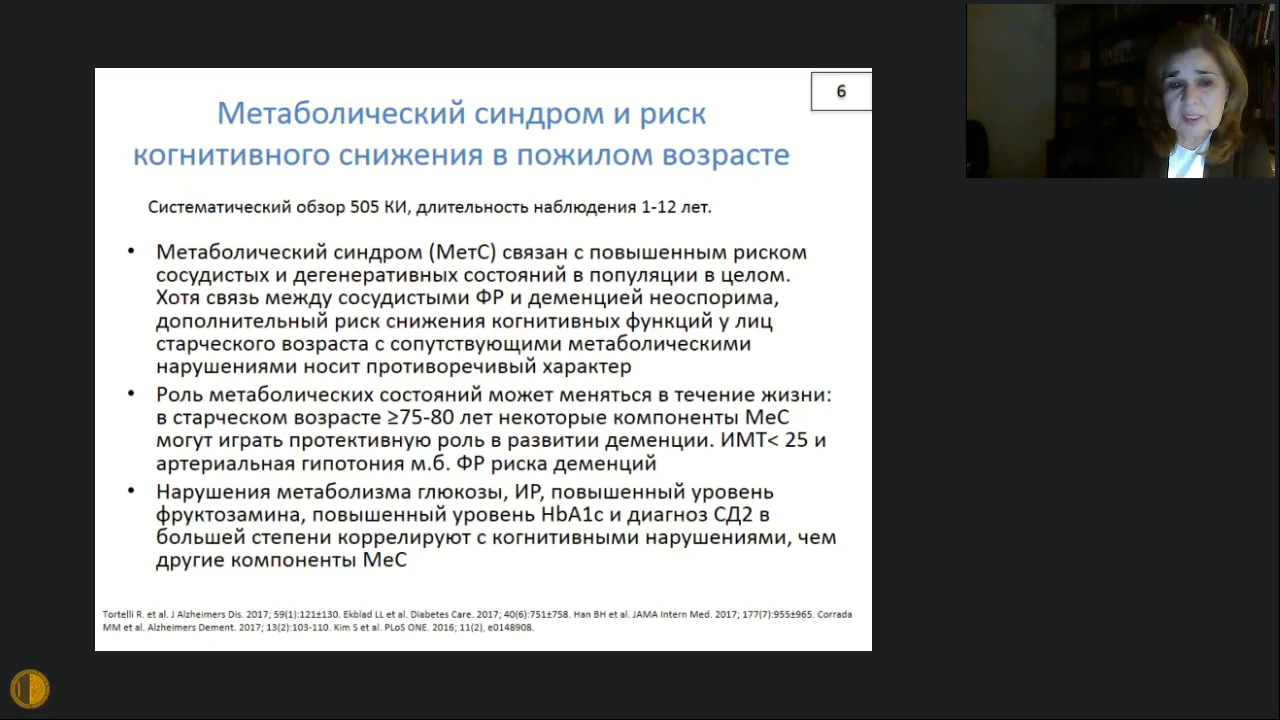 6
Метаболический синдром и риск
когнитивного снижения в пожилом возрасте
Систематический обзор 505 КИ, длительность наблюдения 1-12 лет.
• Метаболический синдром (МетС) связан с повышенным риском
сосудистых и дегенеративных состояний в популяции в целом.
Хотя связь между сосудистыми ФР и деменцией неоспорима,
дополнительный риск снижения когнитивных функций у лиц
старческого возраста с сопутствующими метаболическими
нарушениями носит противоречивый характер
• Роль метаболических состояний может меняться в течение жизни:
в старческом возрасте ≥75-80 лет некоторые компоненты МеС
могут играть протективную роль в развитии деменции. ИМТ< 25 и
артериальная гипотония м.б. ФР риска деменций
• Нарушения метаболизма глюкозы, ИР, повышенный уровень
фруктозамина, повышенный уровень HbA1c и диагноз СД2 в
большей степени коррелируют с когнитивными нарушениями, чем
другие компоненты МеС
Tortelli R. et al. J Alzheimers Dis. 2017; 59(1):121±130. Ekblad LL et al. Diabetes Care. 2017; 40(6):751±758. Han BH et al. JAMA Intern Med. 2017; 177(7):955±965. Corrada
MM et al. Alzheimers Dement. 2017; 13(2):103-110. Kim S et al. PLoS ONE. 2016; 11(2), e0148908.